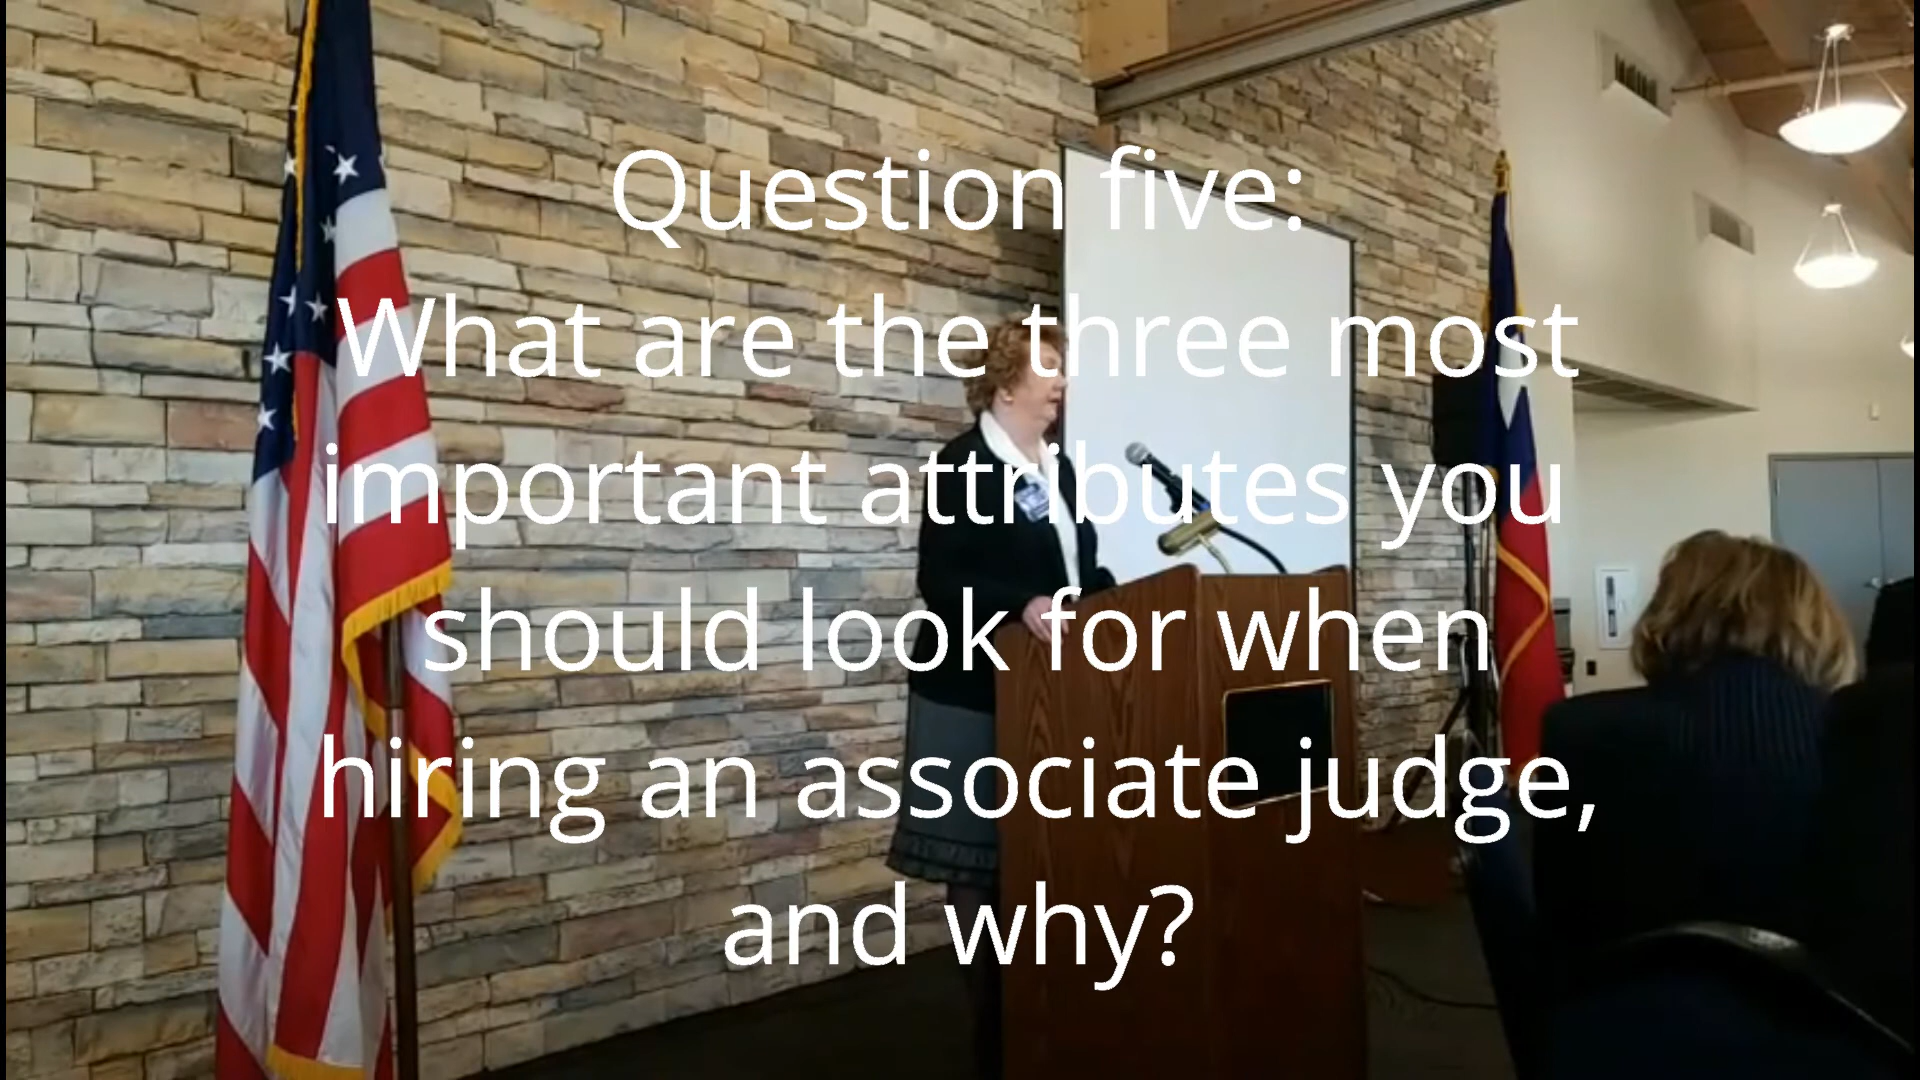 Question five:
What are the three most
important attributes you
should look for when
hiring an associate judge,
and why?